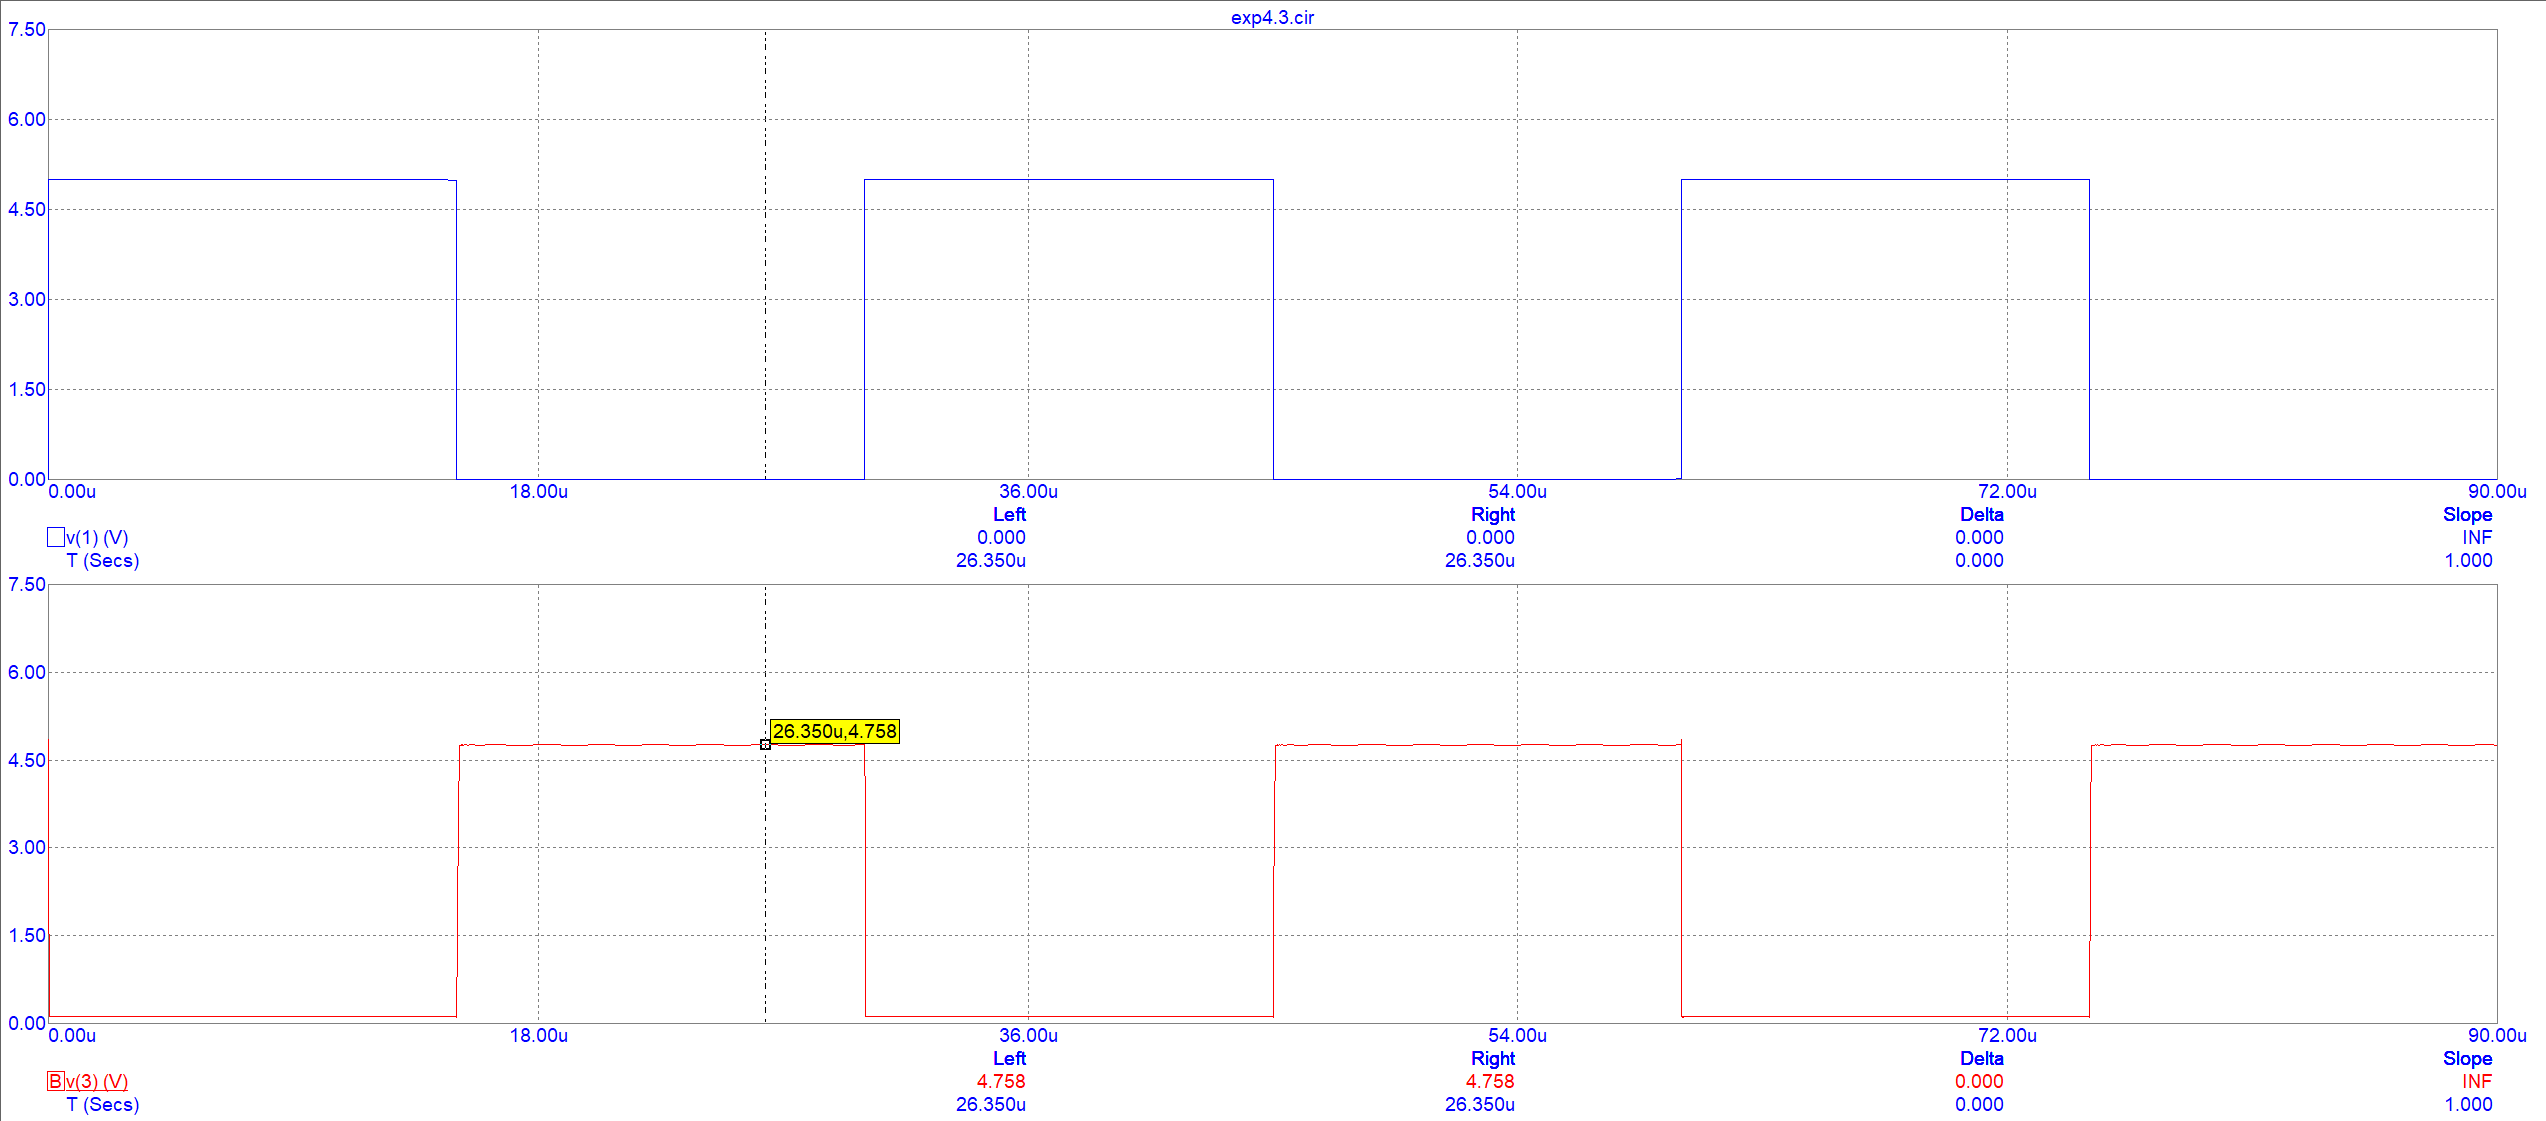 exp4.3.cir
7.50
6.00
4.50
3.00
1.50
0.00
0.00u 18.00u 36.00u 54.00u 72.00u 90.00u
Left Right Delta Slope
v(1) (V) 0.000 0.000 0.000 INF
T (Secs) 26.350u 26.350u 0.000 1.000
7.50
6.00
26.350u,4.758
4.50
3.00
1.50
0.00
0.00u 18.00u 36.00u 54.00u 72.00u 90.00u
Left Right Delta Slope
B v(3) (V) 4.758 4.758 0.000 INF
T (Secs) 26.350u 26.350u 0.000 1.000